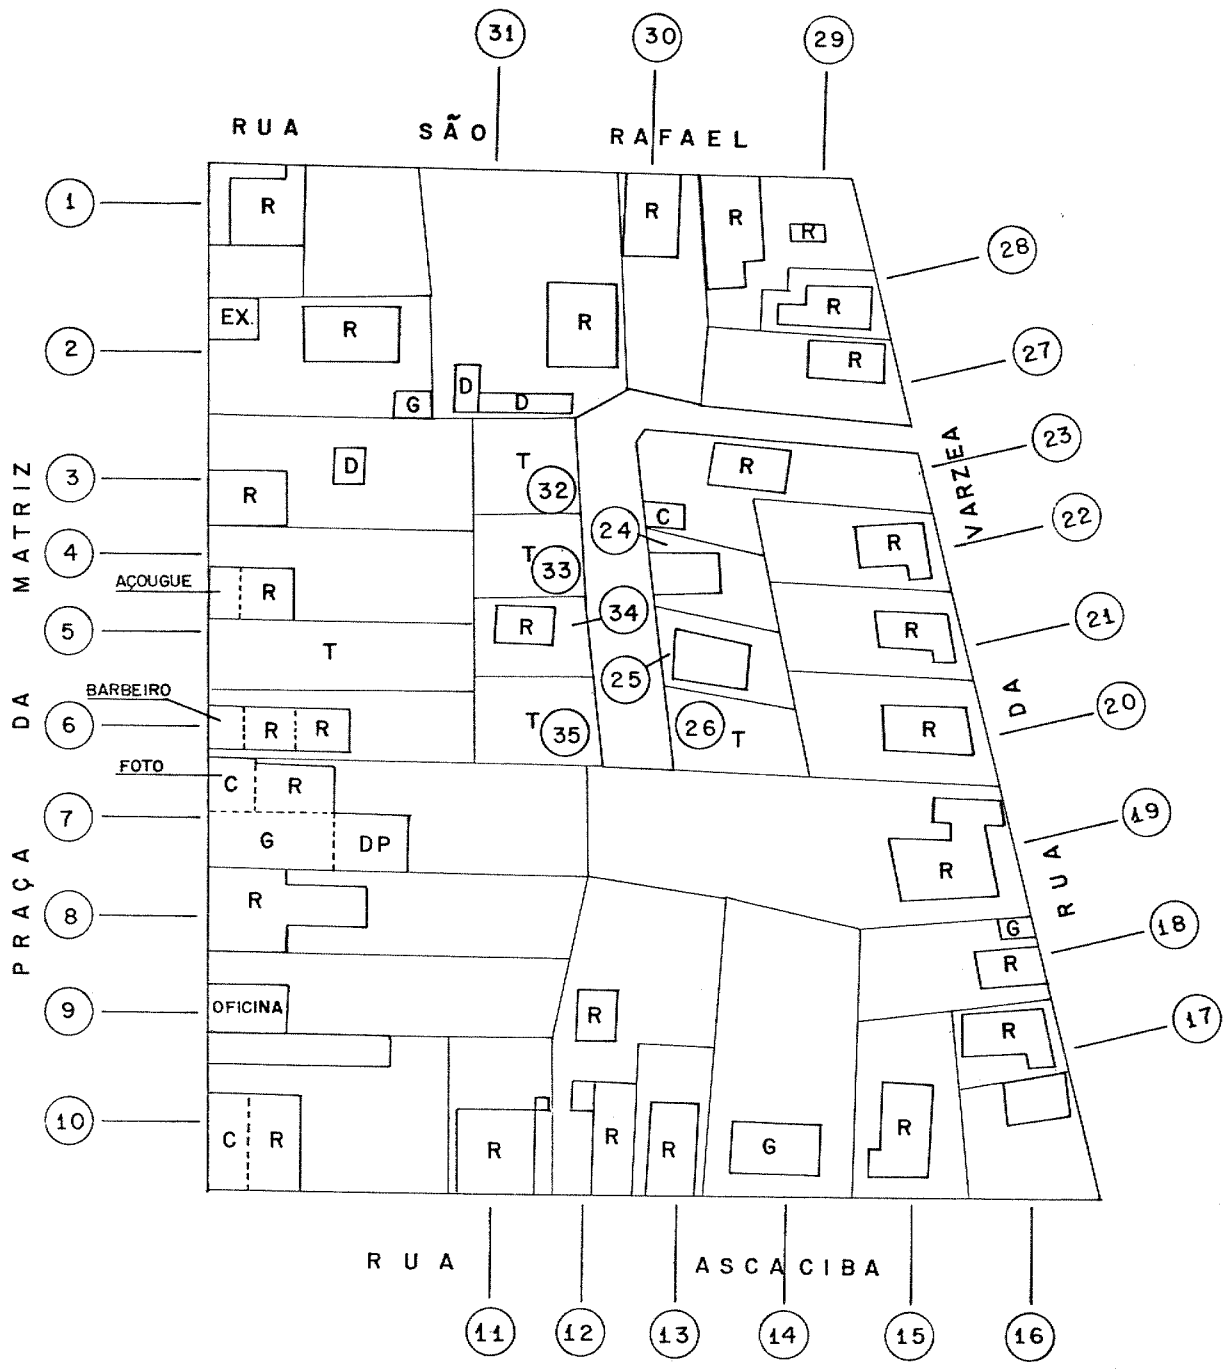 31
30
29
RUA SÃO RAFAEL
1
R
R
R
R
28
EX.
R
R
R
2
27
R
D
D
G
23
VARZEA
3
D
R
T
32
R
22
C
24
R
4
T
33
AÇOUGUE
R
34
21
R
R
5
T
25
MATRIZ
BARBEIRO
6
R
R
T
35
26
T
R
20
DA
DA
FOTO
C
R
7
G
DP
19
R
RUA
PRAÇA
8
R
G
18
R
9
OFICINA
R
R
17
10
C
R
R
R
R
G
R
RUA ASCACIBA
11
12
13
14
15
16